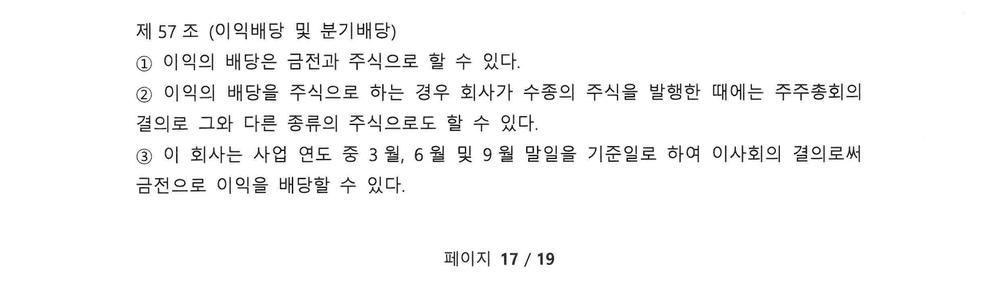 제 57 조 (이익배당 및 분기배당)
① 이익의 배당은 금전과 주식으로 할 수 있다.
② 이익의 배당을 주식으로 하는 경우 회사가 수종의 주식을 발행한 때에는 주주총회의
결의로 그와 다른 종류의 주식으로도 할 수 있다.
③ 이 회사는 사업 연도 중 3 월, 6 월 및 9 월 말일을 기준일로 하여 이사회의 결의로써
금전으로 이익을 배당할 수 있다.
페이지 17 / 19